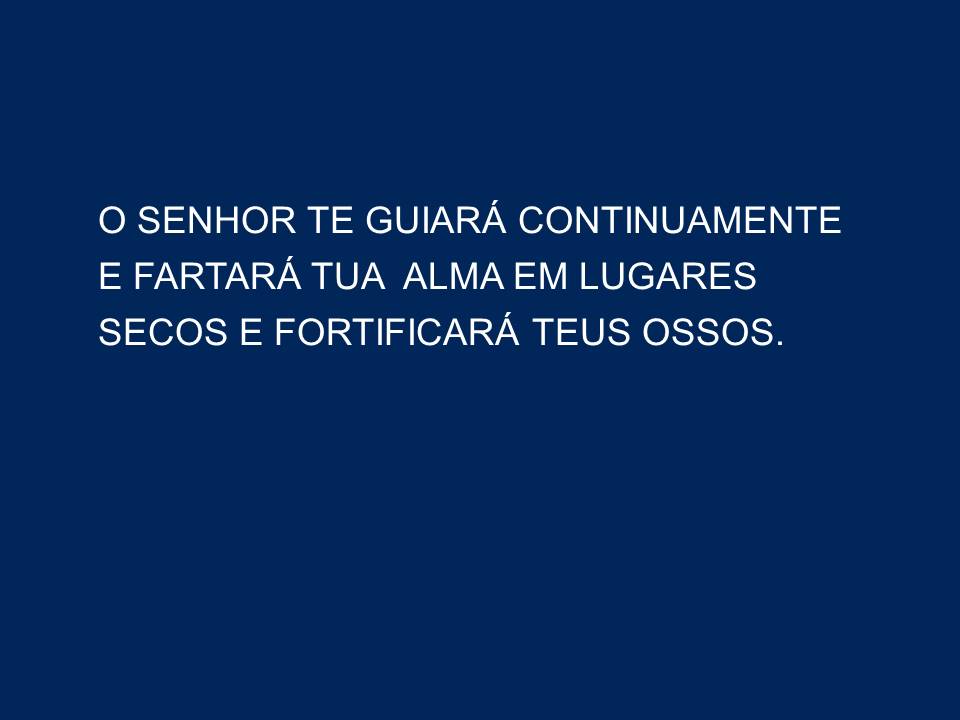 O SENHOR TE GUIARÁ CONTINUAMENTE
E FARTARÁ TUA  ALMA EM LUGARES
SECOS E FORTIFICARÁ TEUS OSSOS.